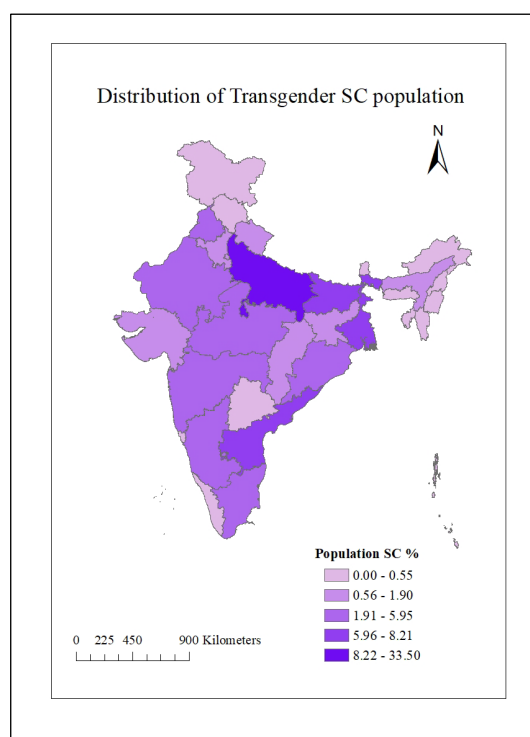 Distribution of Transgender SC population
N
Population SC %
0.00 - 0.55
0.56 - 1.90
1.91 - 5.95
5.96 - 8.21
8.22 - 33.50
0 225 450 900 Kilometers